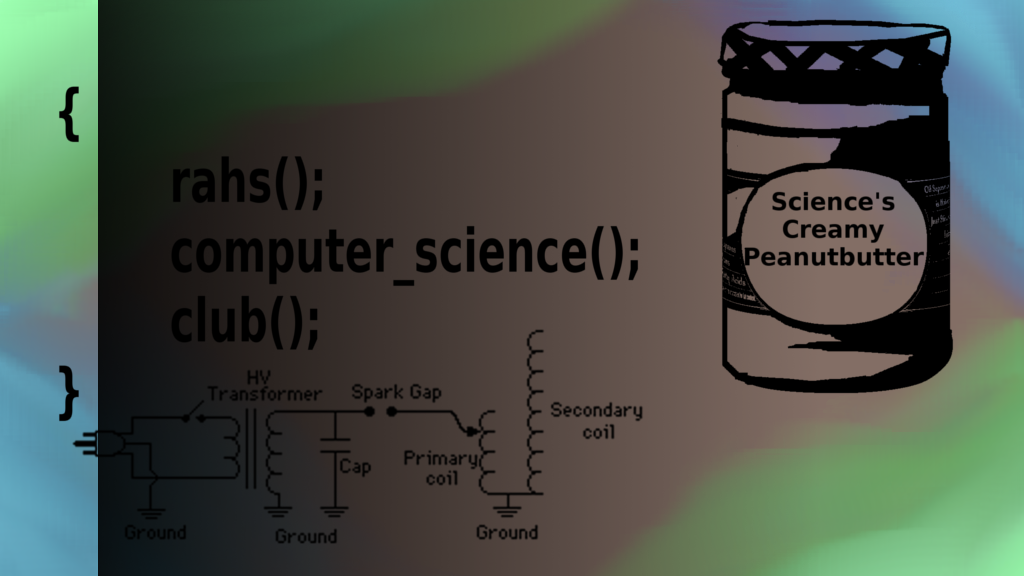 {
rahs();
computer_science();
club();
}
Science's
Creamy
Peanutbutter
HV
Transformer
Spark Gap
Cap
Primary
coil
Secondary
coil
Ground
Ground
Ground